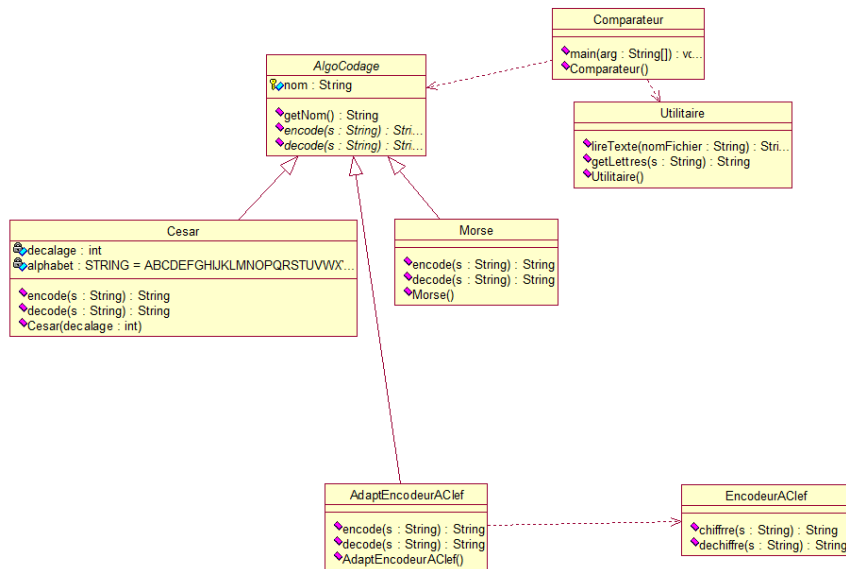 Comparateur
main(arg : String[]) : vc...
Comparateur()
AlgoCodage
nom : String
getNom() : String
encode(s : String) : Stri...
decode(s : String) : Stri...
Utilitaire
lireTexte(nomFichier : String) : Stri...
getLettres(s : String) : String
Utilitaire()
Cesar
decalage : int
alphabet : STRING = ABCDEFGHIJKLMNOPQRSTUVWXY...
encode(s : String) : String
decode(s : String) : String
Cesar(decalage : int)
Morse
encode(s : String) : String
decode(s : String) : String
Morse()
AdaptEncodeurAClef
encode(s : String) : String
decode(s : String) : String
AdaptEncodeurAClef()
EncodeurAClef
chiffrre(s : String) : String
dechiffre(s : String) : String